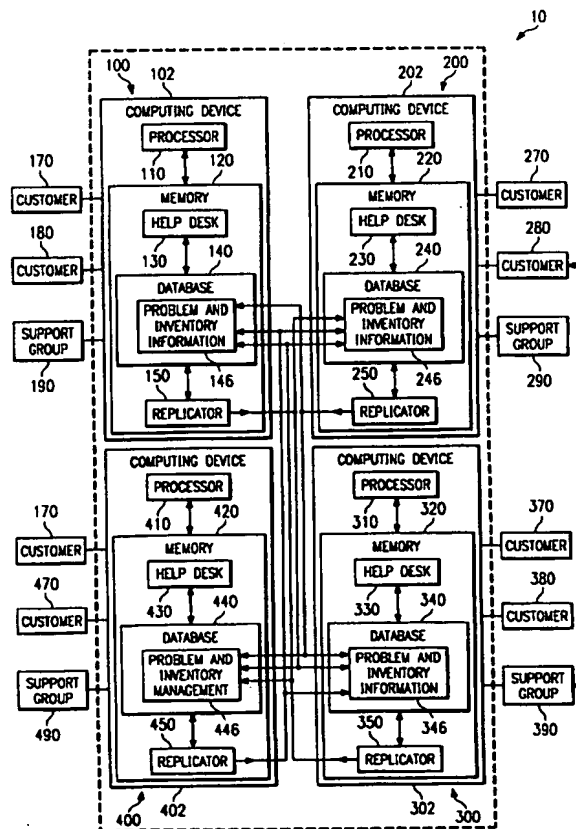 10
100
102
202
200
COMPUTING DEVICE
PROCESSOR
110
120
MEMORY
HELP DESK
130
140
DATABASE
PROBLEM AND
INVENTORY
INFORMATION
150
146
REPLICATOR
170
CUSTOMER
180
CUSTOMER
SUPPORT
GROUP
190
COMPUTING DEVICE
PROCESSOR
210
220
MEMORY
HELP DESK
230
240
DATABASE
PROBLEM AND
INVENTORY
INFORMATION
250
246
REPLICATOR
270
CUSTOMER
280
CUSTOMER
SUPPORT
GROUP
290
COMPUTING DEVICE
PROCESSOR
410
420
MEMORY
HELP DESK
430
440
DATABASE
PROBLEM AND
INVENTORY
MANAGEMENT
450
446
REPLICATOR
170
CUSTOMER
470
CUSTOMER
SUPPORT
GROUP
490
400
402
COMPUTING DEVICE
PROCESSOR
310
320
MEMORY
HELP DESK
330
340
DATABASE
PROBLEM AND
INVENTORY
INFORMATION
350
346
REPLICATOR
370
CUSTOMER
380
CUSTOMER
SUPPORT
GROUP
390
302
300